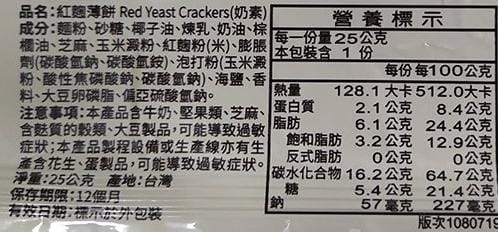 品名:紅麴薄餅 Red Yeast Crackers(奶素)
成分:麵粉、砂糖、椰子油、煉乳、奶油、棕
櫚油、芝麻、玉米澱粉、紅麴粉(米)、膨脹
劑(碳酸氫鈉、碳酸氫銨)、泡打粉(玉米澱
粉、酸性焦磷酸鈉、碳酸氫鈉)、海鹽、香
料、大豆卵磷脂、偏亞硫酸氫鈉。
注意事項:本產品含牛奶、堅果類、芝麻、
含麩質的穀類、大豆製品,可能導致過敏
症狀;本產品製程設備或生產線亦有生
產含花生、蛋製品,可能導致過敏症狀。
淨重:25公克 產地:台灣
保存期限:12個月
有效日期:標示於外包裝
營養標示
每一份量25公克
本包裝含 1 份
每份 每100公克
熱量 128.1大卡 512.0大卡
蛋白質 2.1公克 8.4公克
脂肪 6.1公克 24.4公克
飽和脂肪 3.2公克 12.9公克
反式脂肪 0公克 0公克
碳水化合物 16.2公克 64.7公克
糖 5.4公克 21.4公克
鈉 57毫克 227毫克
版次1080719